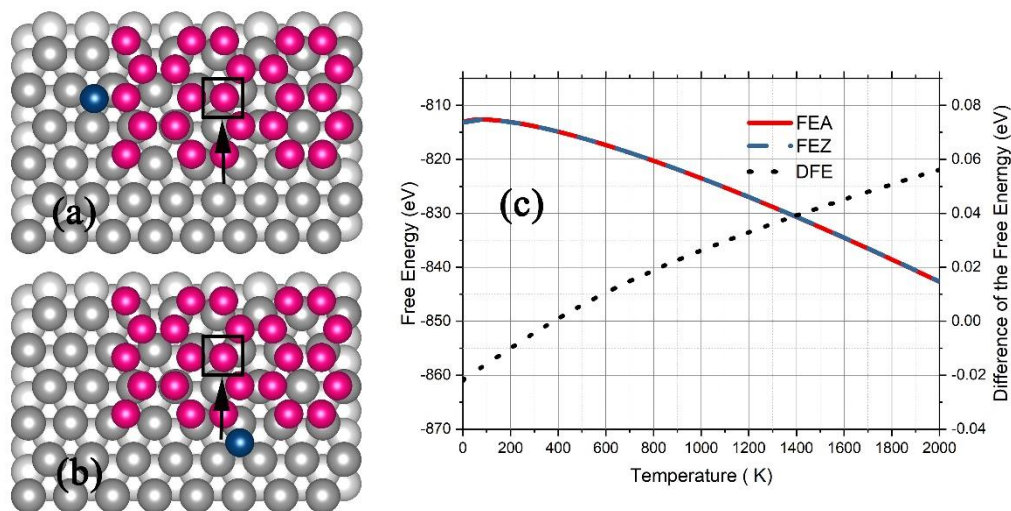 (a)
(b)
(c)
FEA
FEZ
DFE
Free Energy (eV)
-810
-820
-830
-840
-850
-860
-870
0 200 400 600 800 1000 1200 1400 1600 1800 2000
Temperature ( K)
0.08
0.06
0.04
0.02
0.00
-0.02
-0.04
Difference of the Free Enerngy (eV)